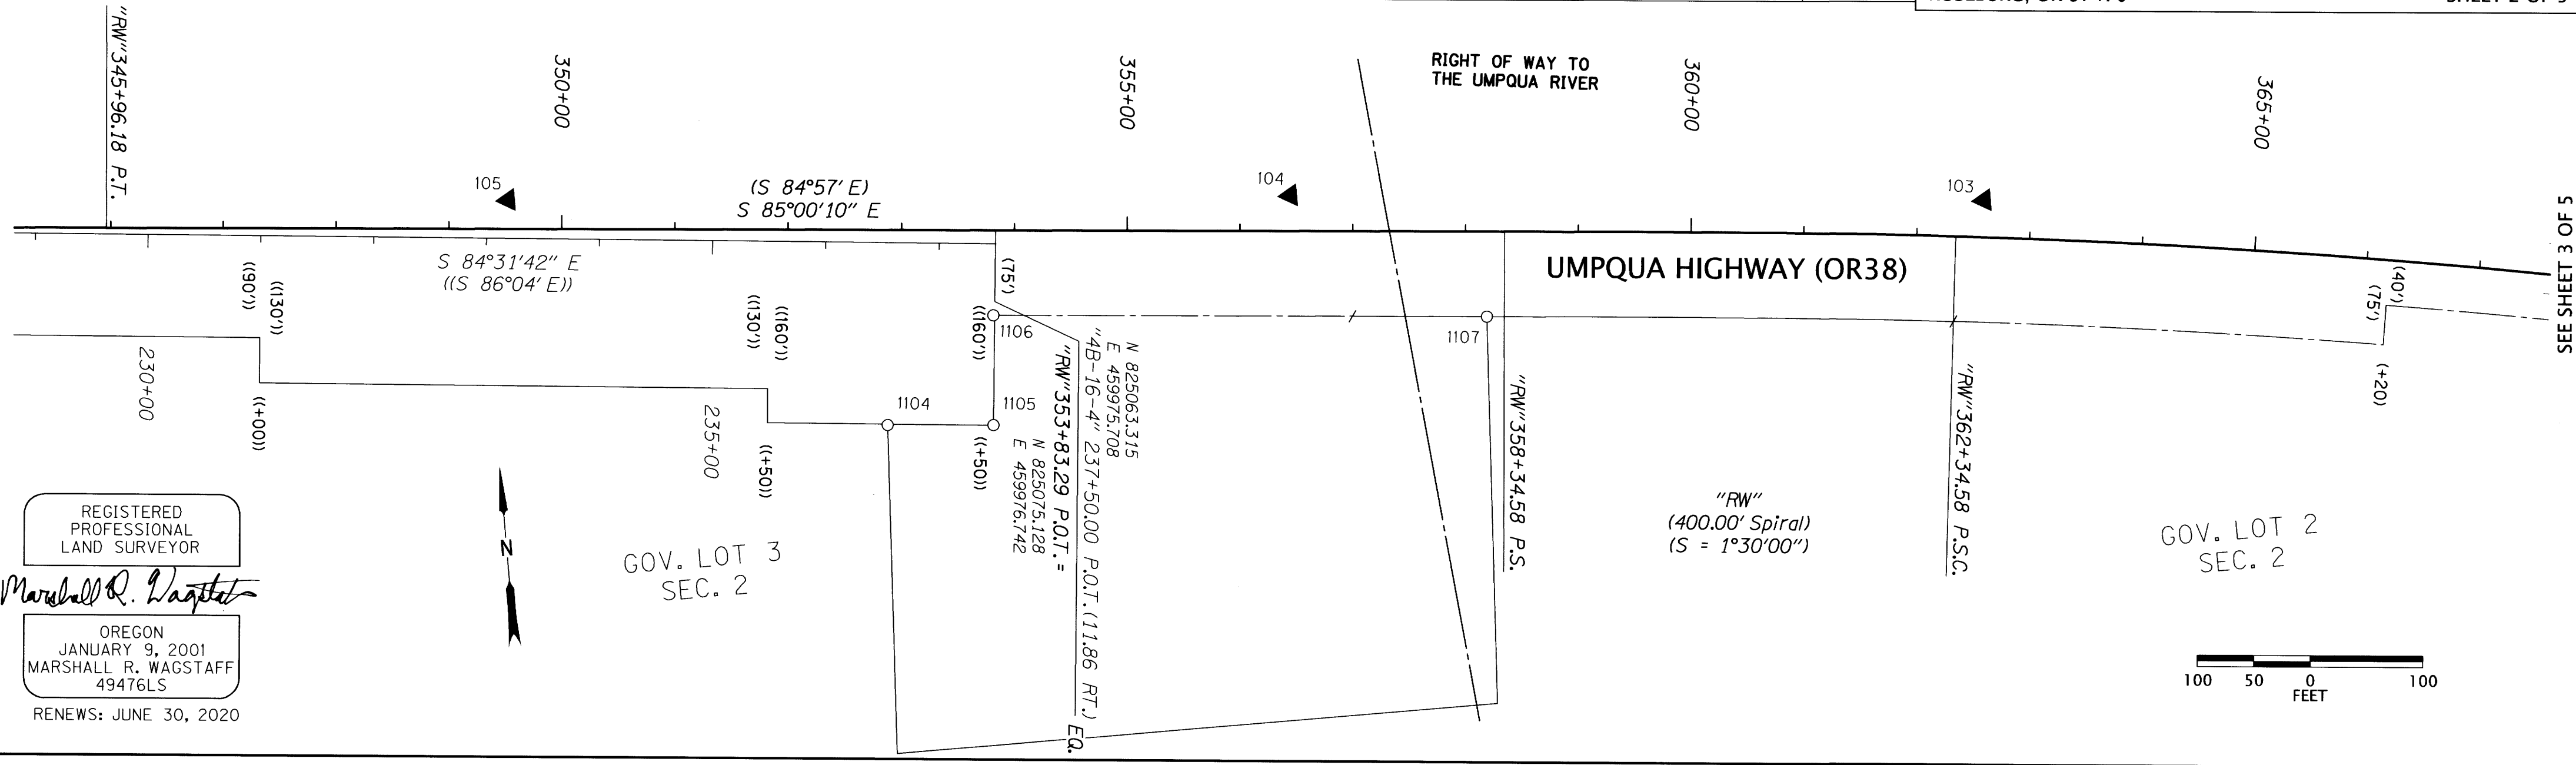 SEE SHEET 3 OF 5
"RW"345+96.18 P.T.
350+00
355+00
RIGHT OF WAY TO
THE UMPQUA RIVER
360+00
365+00
105
(S 84°57' E)
S 85°00'10" E
104
103
S 84°31'42" E
((S 86°04' E))
UMPQUA HIGHWAY (OR38)
((90'))
((130'))
((130'))
((160'))
((160'))
(75')
(40')
(75')
1106
1107
230+00
((+00))
235+00
((+50))
1104
1105
((+50))
N 825075.128
E 459976.742
"RW"353+83.29 P.O.T. =
"4B-16-4" 237+50.00 P.O.T.(11.86 RT.) EQ.
N 825063.315
E 459975.708
"RW"358+34.58 P.S.
"RW"362+34.58 P.S.C.
(+20)
REGISTERED
PROFESSIONAL
LAND SURVEYOR
Marshall R. Wagstaff
OREGON
JANUARY 9, 2001
MARSHALL R. WAGSTAFF
49476LS
RENEWS: JUNE 30, 2020
N
GOV. LOT 3
SEC. 2
"RW"
(400.00' Spiral)
(S = 1°30'00")
GOV. LOT 2
SEC. 2
100 50 0 100
FEET